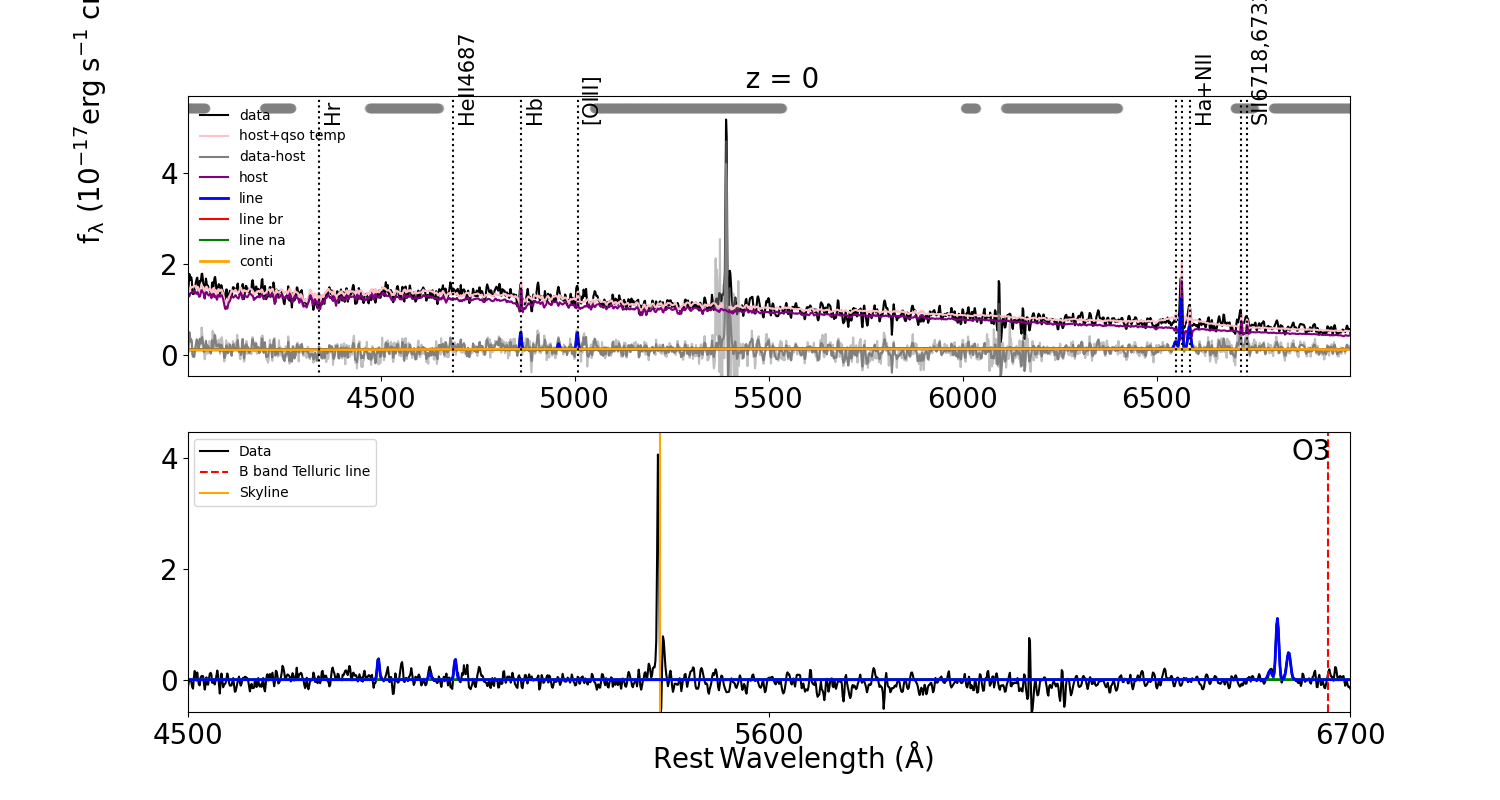 z = 0
f_λ (10^−17 erg s^−1
Hr
HeII4687
Hb
[OIII]
Ha+NII
SII6718,673
data
host+qso temp
data-host
host
line
line br
line na
conti
4
2
0
4500
5000
5500
6000
6500
Data
B band Telluric line
Skyline
O3
4
2
0
4500
5600
6700
Rest Wavelength (Å)